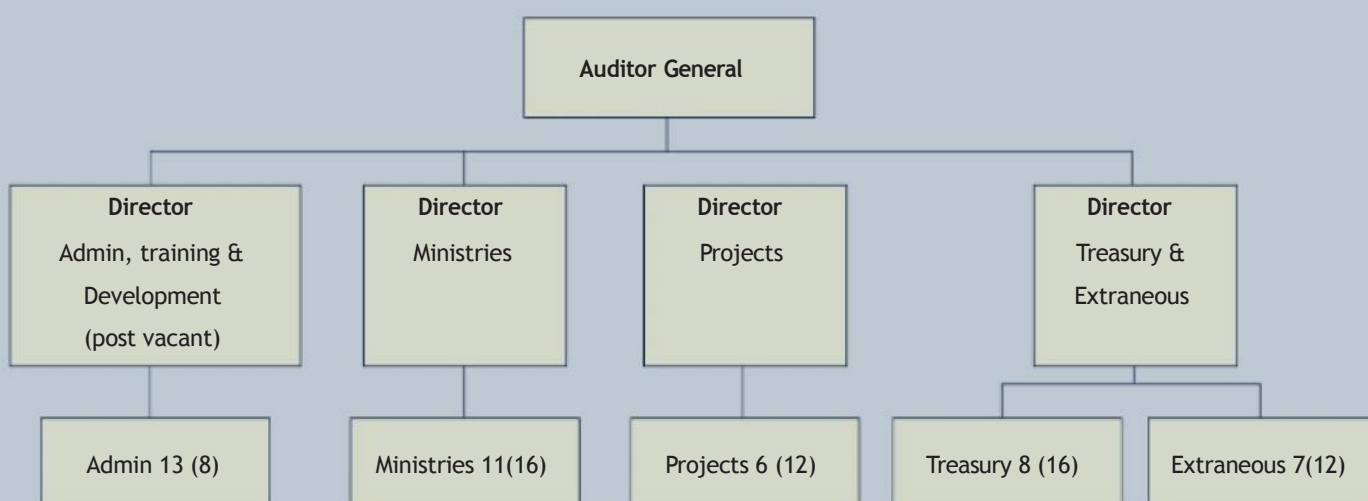 Auditor General
Director
Admin, training &
Development
(post vacant)
Director
Ministries
Director
Projects
Director
Treasury &
Extraneous
Admin 13 (8)
Ministries 11(16)
Projects 6 (12)
Treasury 8 (16)
Extraneous 7(12)